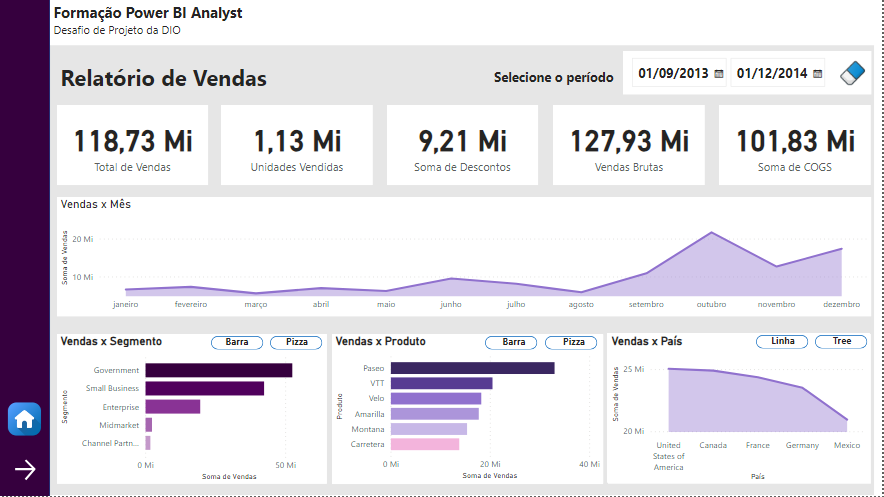 Formação Power BI Analyst
Desafio de Projeto da DIO
Relatório de Vendas
Selecione o período
01/09/2013
01/12/2014
118,73 Mi
Total de Vendas
1,13 Mi
Unidades Vendidas
9,21 Mi
Soma de Descontos
127,93 Mi
Vendas Brutas
101,83 Mi
Soma de COGS
Vendas x Mês
Soma de Vendas
20 Mi
10 Mi
janeiro
fevereiro
março
abril
maio
junho
julho
agosto
setembro
outubro
novembro
dezembro
Vendas x Segmento
Barra
Pizza
Segmento
Government
Small Business
Enterprise
Midmarket
Channel Partn...
0 Mi
50 Mi
Soma de Vendas
Vendas x Produto
Barra
Pizza
Produto
Paseo
VTT
Velo
Amarilla
Montana
Carretera
0 Mi
20 Mi
40 Mi
Soma de Vendas
Vendas x País
Linha
Tree
Soma de Vendas
25 Mi
20 Mi
United
States of
America
Canada
France
Germany
Mexico
País